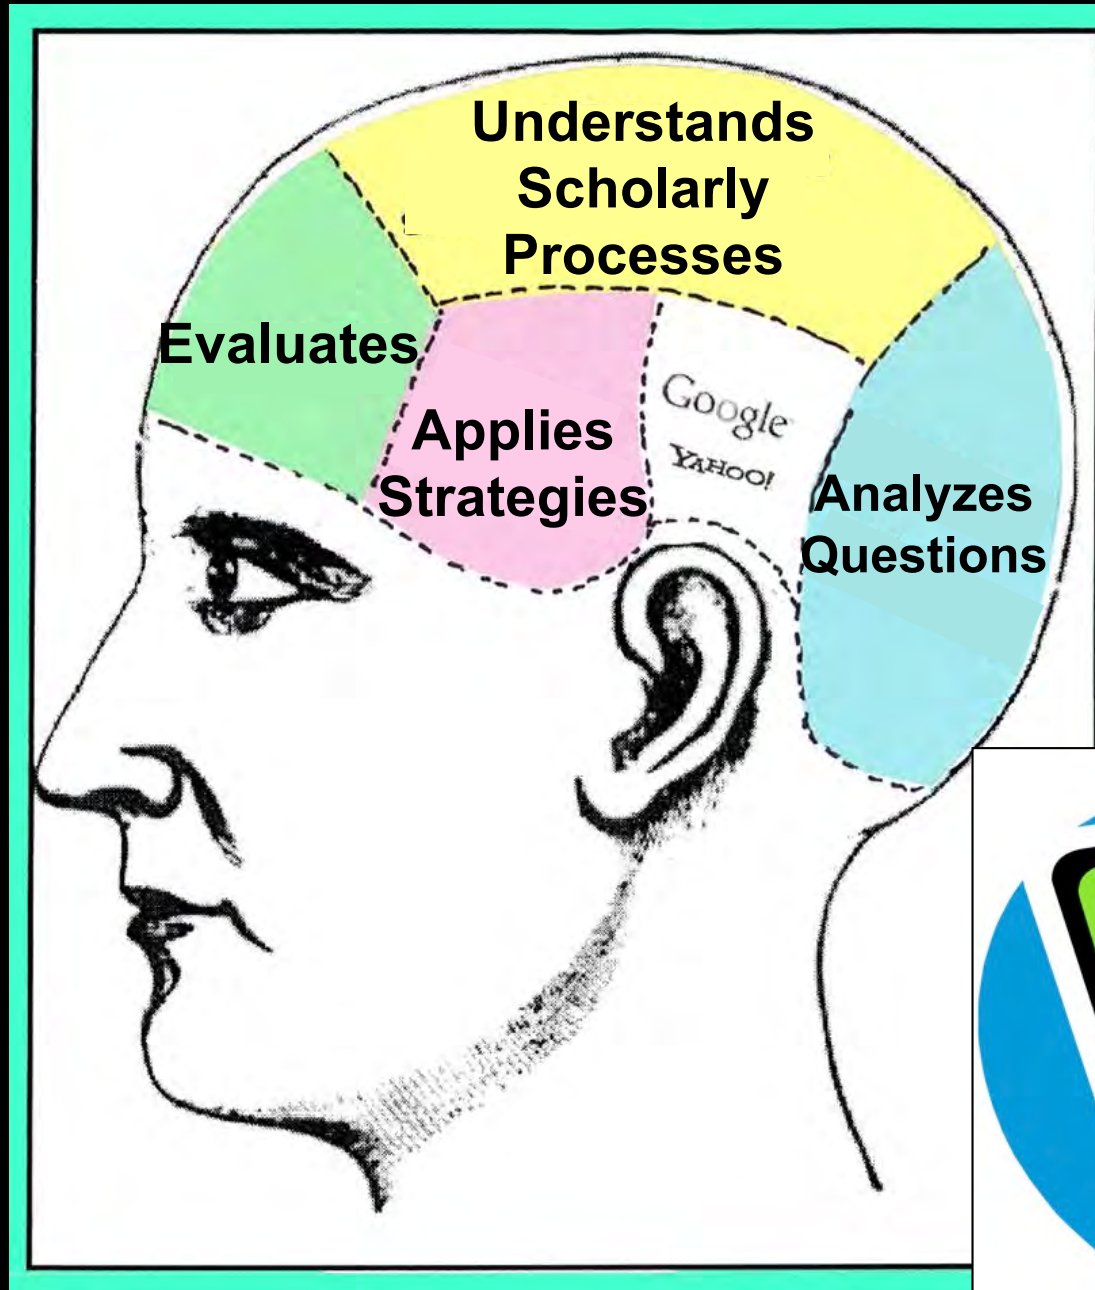 Understands
Scholarly
Processes
Evaluates
Applies
Strategies
Google
YAHOO!
Analyzes
Questions